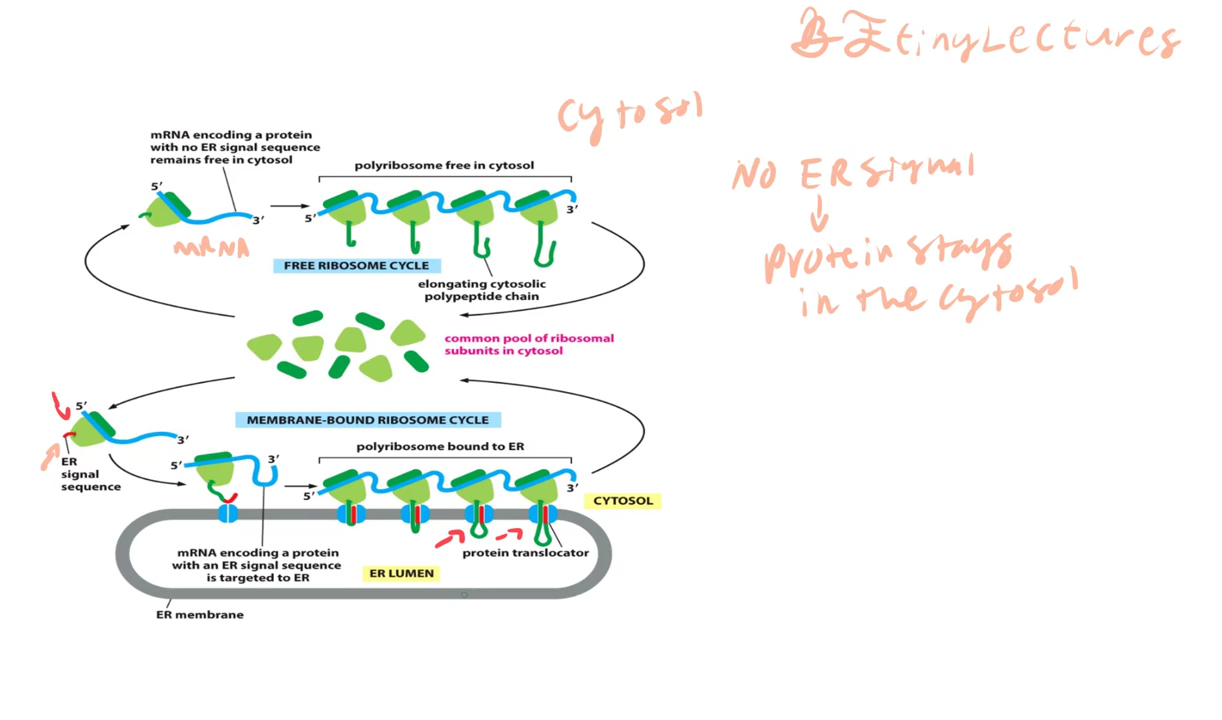 tinyLectures
Cytosol
mRNA encoding a protein
with no ER signal sequence
remains free in cytosol
polyribosome free in cytosol
5′
3′
5′
3′
mRNA
FREE RIBOSOME CYCLE
elongating cytosolic
polypeptide chain
NO ER signal
Protein stays
in the cytosol
common pool of ribosomal
subunits in cytosol
MEMBRANE-BOUND RIBOSOME CYCLE
5′
3′
ER
signal
sequence
polyribosome bound to ER
5′
3′
5′
3′
CYTOSOL
mRNA encoding a protein
with an ER signal sequence
is targeted to ER
protein translocator
ER LUMEN
ER membrane